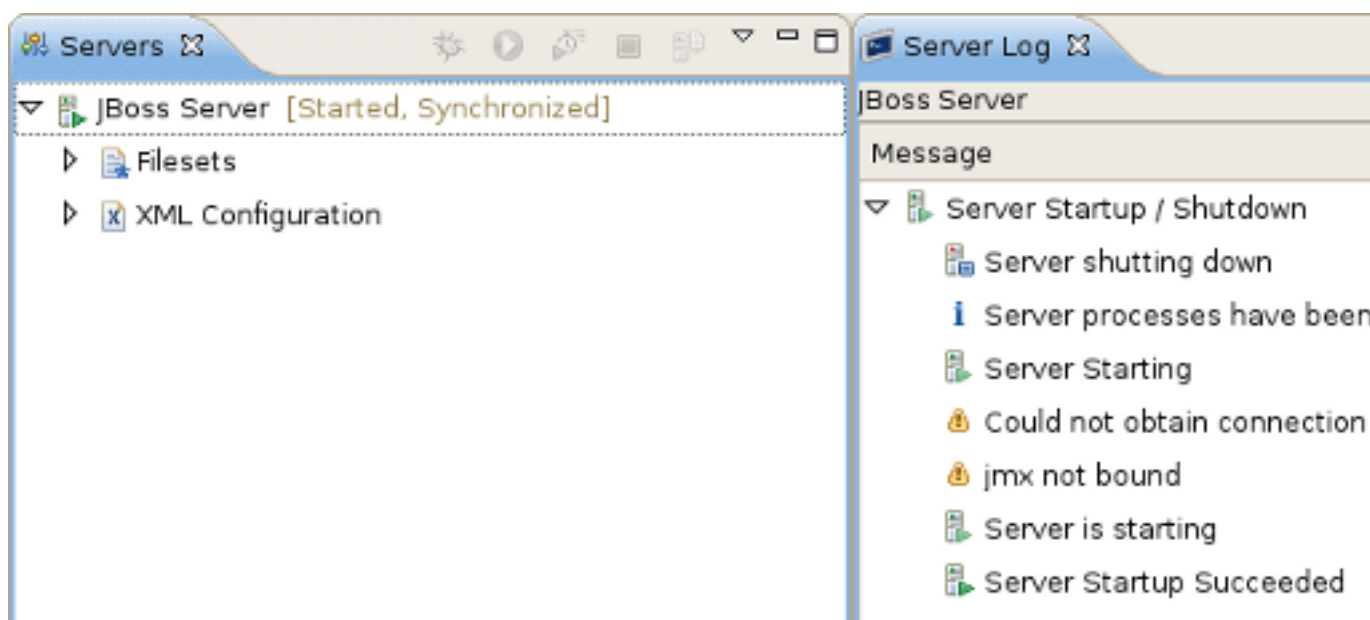 Servers
JBoss Server [Started, Synchronized]
Filesets
XML Configuration
Server Log
JBoss Server
Message
Server Startup / Shutdown
Server shutting down
Server processes have been
Server Starting
Could not obtain connection
jmx not bound
Server is starting
Server Startup Succeeded